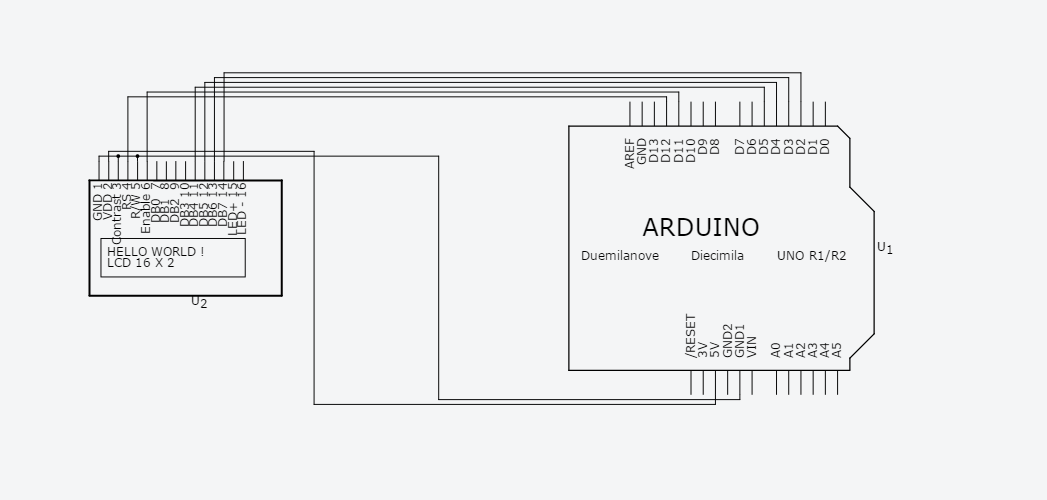 AREF
GND
D13
D12
D11
D10
D9
D8
D7
D6
D5
D4
D3
D2
D1
D0
GND 1
VDD 2
Contrast 3
RS 4
R/W 5
Enable 6
DB0 7
DB1 8
DB2 9
DB3 10
DB4 11
DB5 12
DB6 13
DB7 14
LED+ 15
LED - 16
HELLO WORLD !
LCD 16 X 2
U2
ARDUINO
Duemilanove Diecimila UNO R1/R2
U1
/RESET
3V
5V
GND2
GND1
VIN
A0
A1
A2
A3
A4
A5